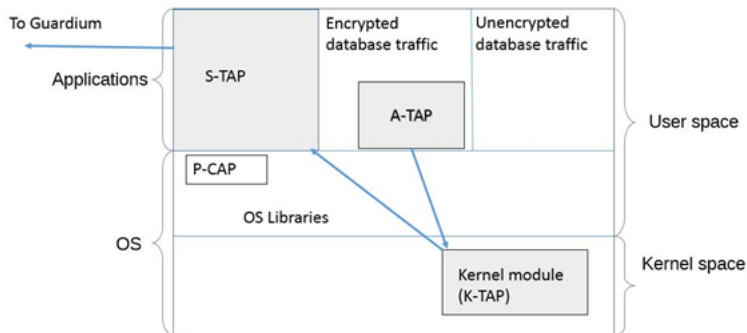 To Guardium
Encrypted
database traffic
Unencrypted
database traffic
Applications
S-TAP
A-TAP
User space
P-CAP
OS Libraries
OS
Kernel module
(K-TAP)
Kernel space